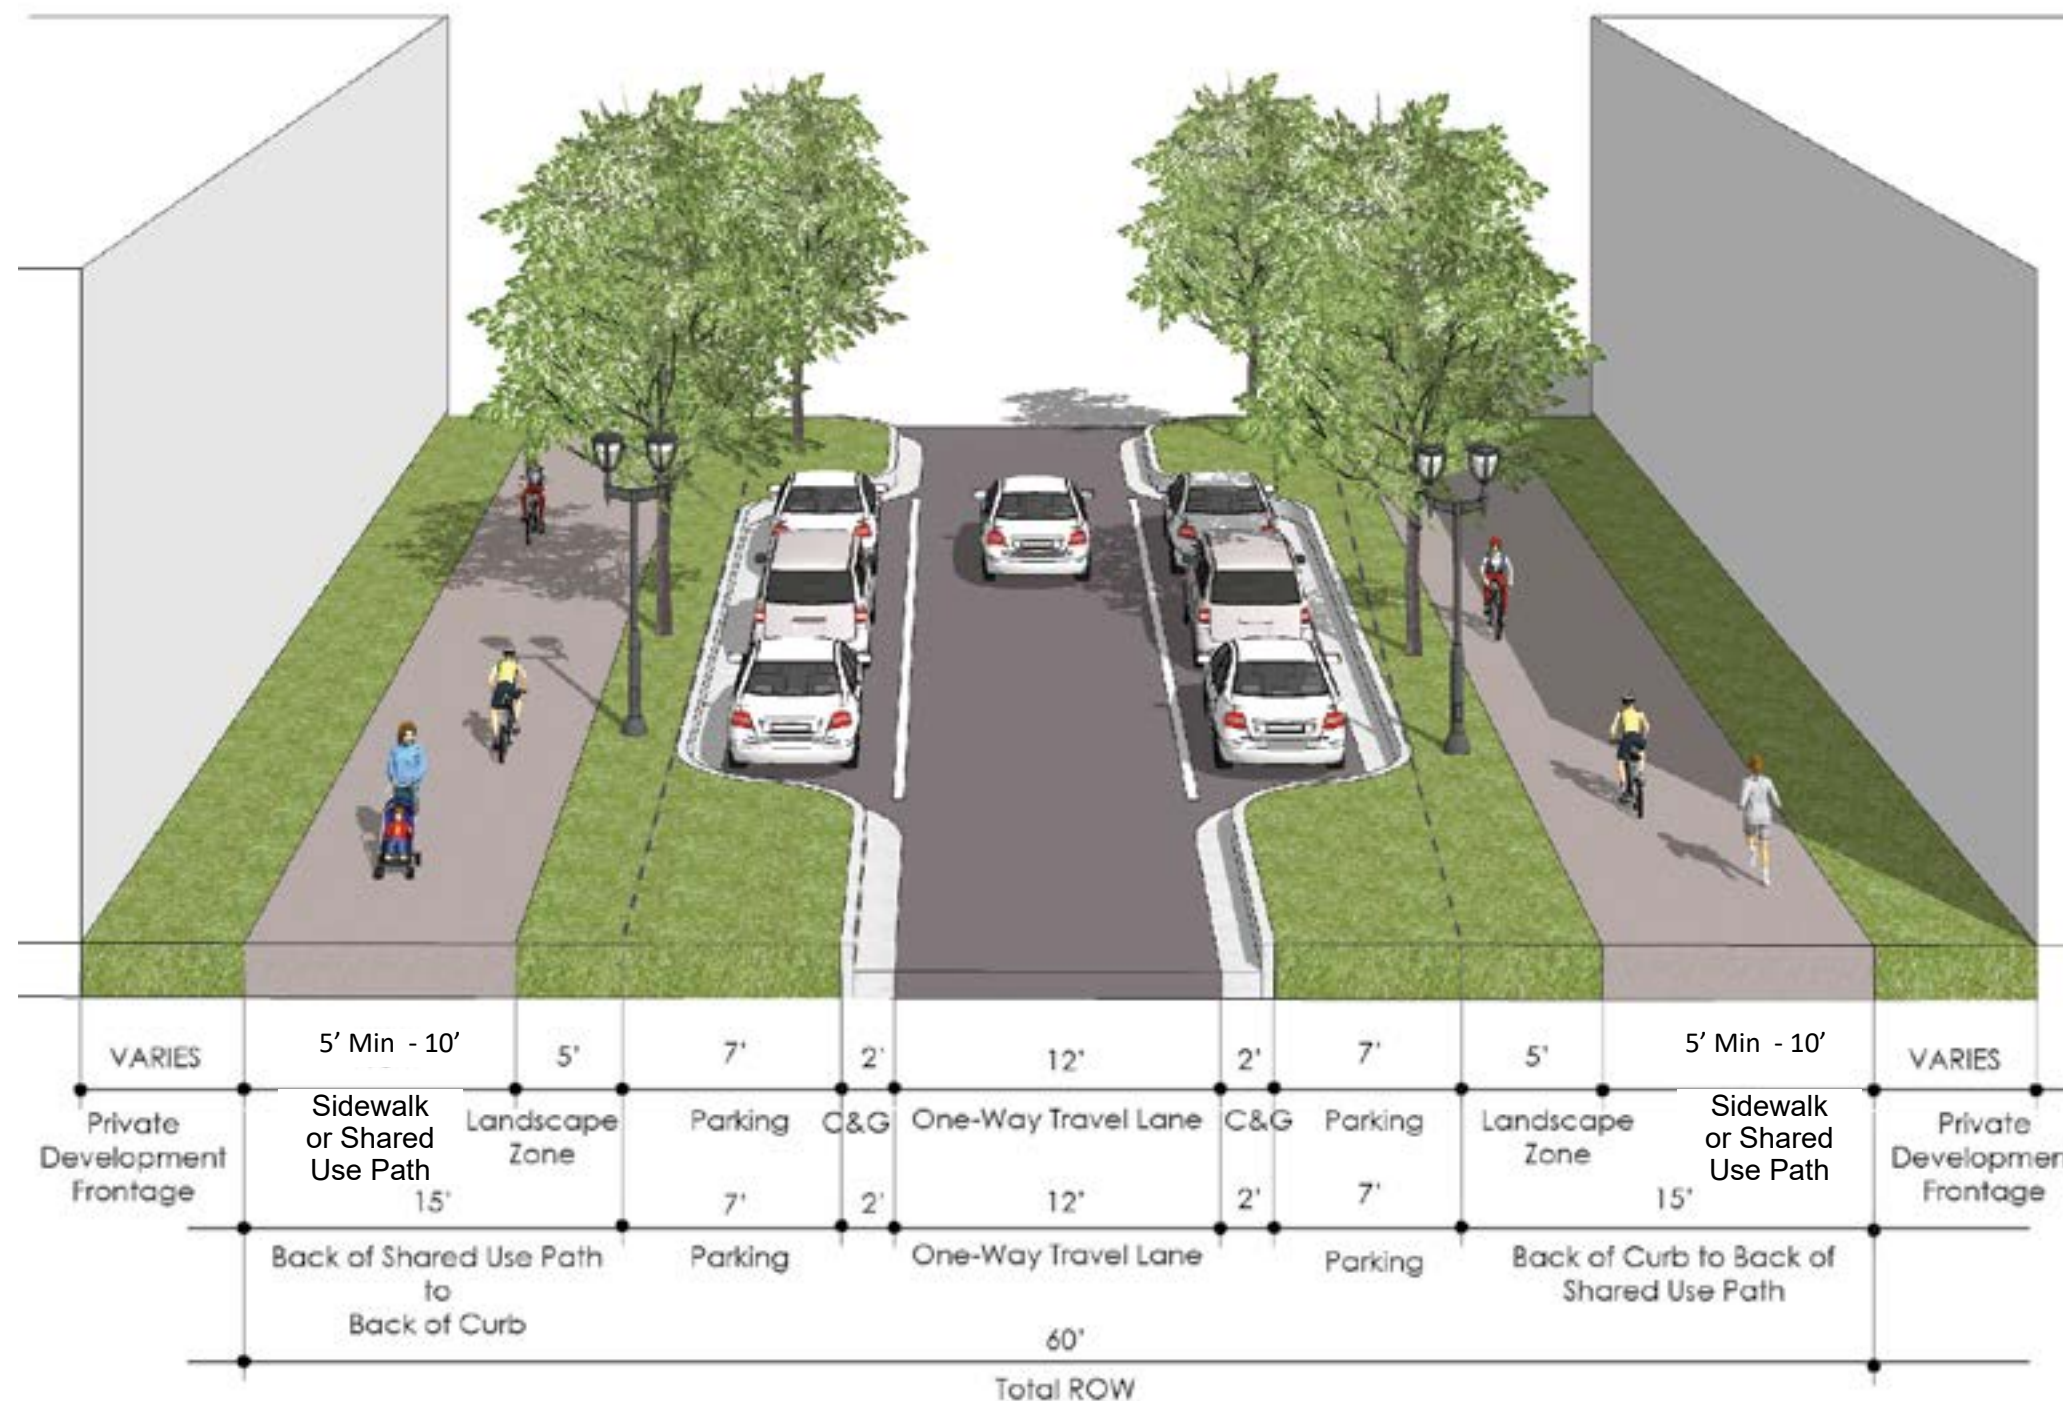 VARIES 5’ Min - 10’ 5' 7' 2' 12' 2' 7' 5' 5’ Min - 10’ VARIES
Private
Development
Frontage
Sidewalk
or Shared
Use Path
Landscape
Zone
Parking
C&G
One-Way Travel Lane
C&G
Parking
Landscape
Zone
Sidewalk
or Shared
Use Path
Private
Developmen
Frontage
15' 7' 2' 12' 2' 7' 15'
Back of Shared Use Path
to
Back of Curb
Parking
One-Way Travel Lane
Parking
Back of Curb to Back of
Shared Use Path
60'
Total ROW